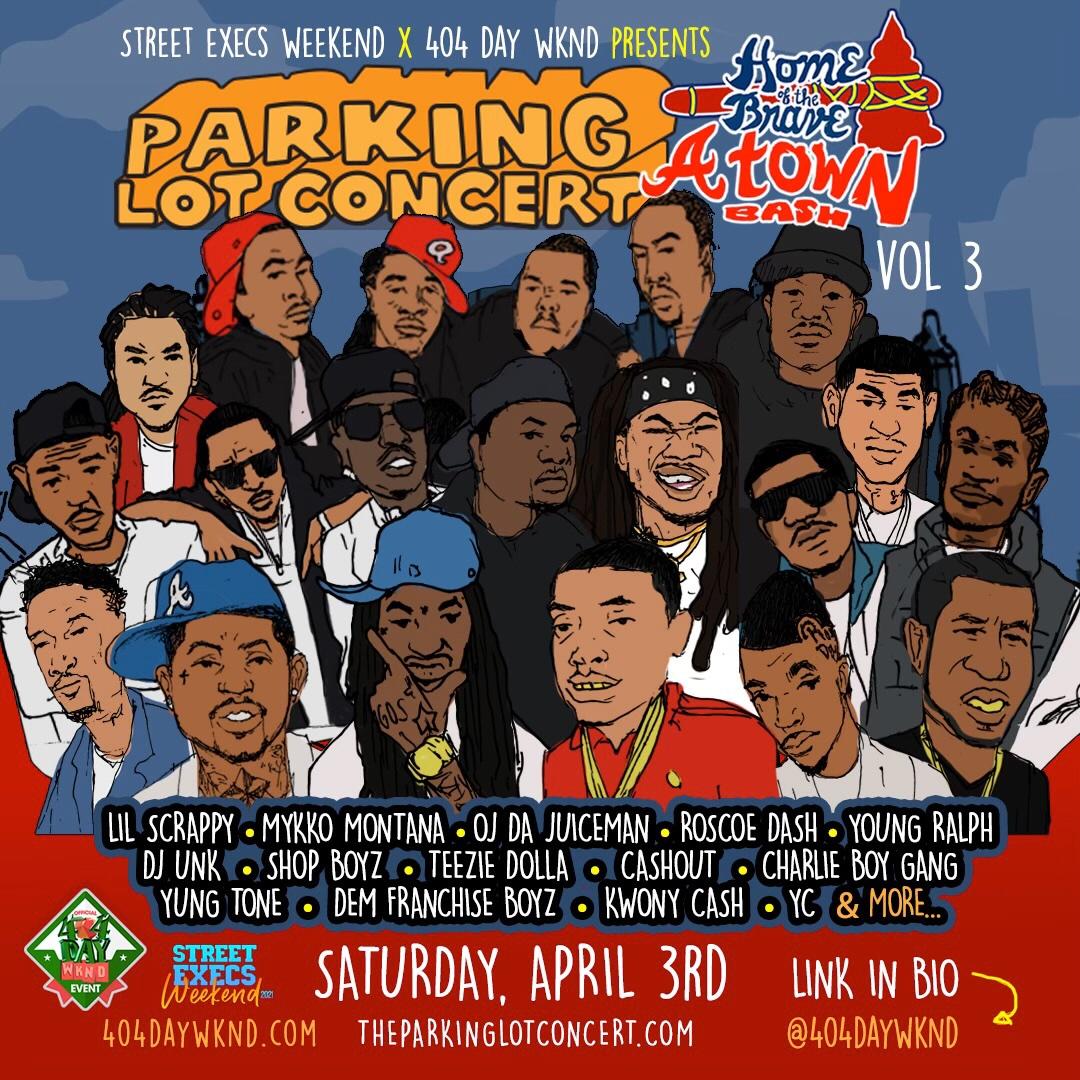 STREET EXECS WEEKEND X 404 DAY WKND PRESENTS
PARKING
LOT CONCERT
Home
of the
Brave
A TOWN
BASH
VOL 3
A
GOS
LIL SCRAPPY • MYKKO MONTANA • OJ DA JUICEMAN • ROSCOE DASH • YOUNG RALPH
DJ UNK • SHOP BOYZ • TEEZIE DOLLA • CASHOUT • CHARLIE BOY GANG
YUNG TONE • DEM FRANCHISE BOYZ • KWONY CASH • YC & MORE...
OFFICIAL
404
DAY
WKND
EVENT
STREET
EXECS
Weekend 2021
SATURDAY, APRIL 3RD
LINK IN BIO
404DAYWKND.COM
THEPARKINGLOTCONCERT.COM
@404DAYWKND